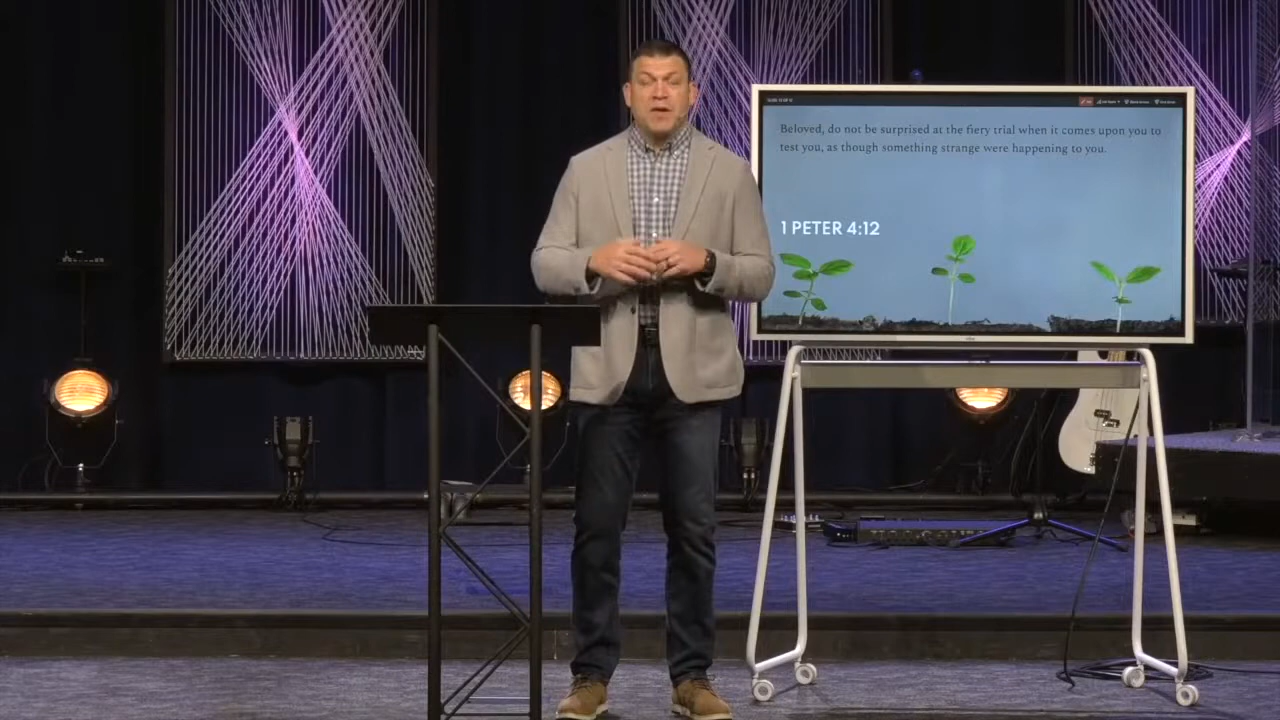 Beloved, do not be surprised at the fiery trial when it comes upon you to
test you, as though something strange were happening to you.
1 PETER 4:12